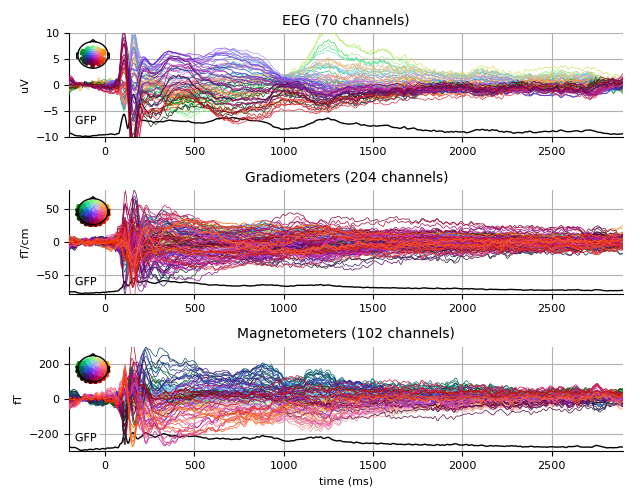 EEG (70 channels)
10
5
0
−5
−10
uV
GFP
0 500 1000 1500 2000 2500
Gradiometers (204 channels)
50
0
−50
fT/cm
GFP
0 500 1000 1500 2000 2500
Magnetometers (102 channels)
200
0
−200
fT
GFP
0 500 1000 1500 2000 2500
time (ms)